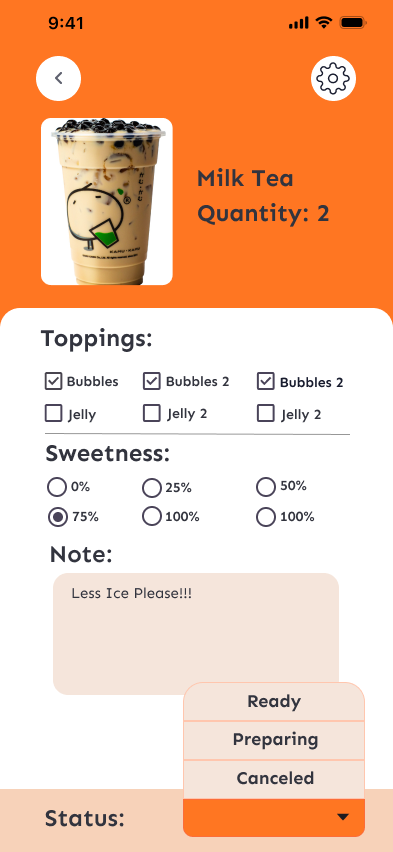 9:41
Milk Tea
Quantity: 2
Toppings:
Bubbles Bubbles 2 Bubbles 2
Jelly Jelly 2 Jelly 2
Sweetness:
0% 25% 50%
75% 100% 100%
Note:
Less Ice Please!!!
Ready
Preparing
Canceled
Status: